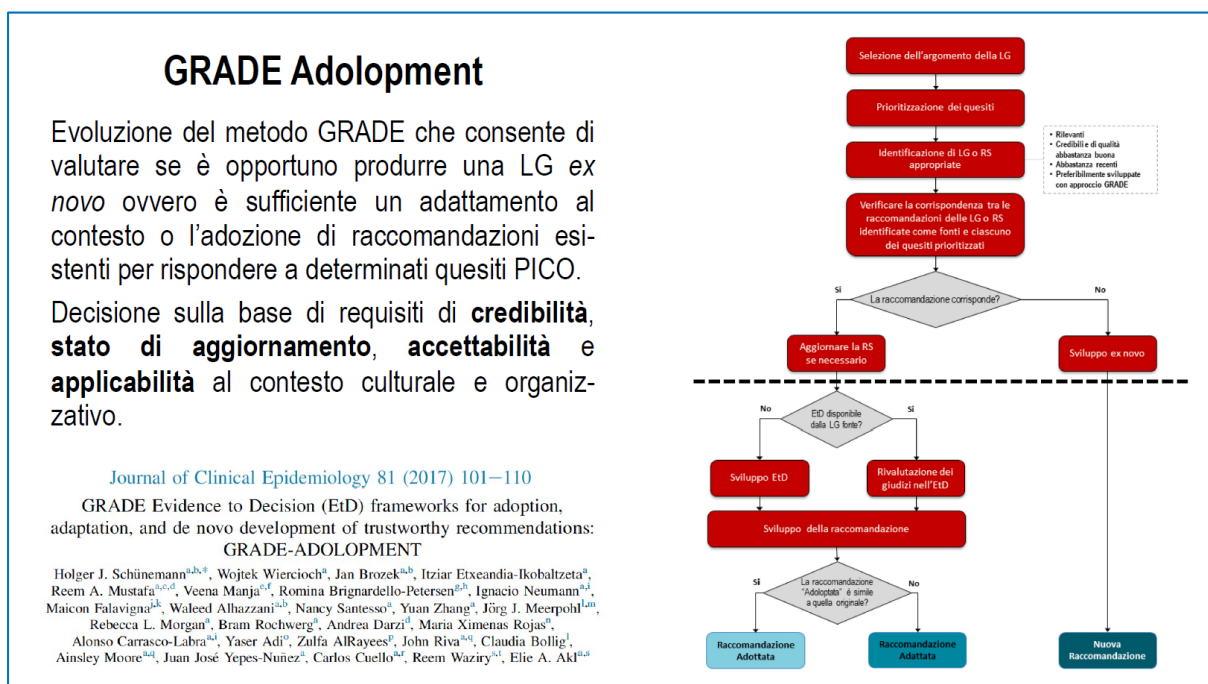 GRADE Adolopment
Evoluzione del metodo GRADE che consente di
valutare se è opportuno produrre una LG ex
novo ovvero è sufficiente un adattamento al
contesto o l’adozione di raccomandazioni esi-
stenti per rispondere a determinati quesiti PICO.
Decisione sulla base di requisiti di credibilità,
stato di aggiornamento, accettabilità e
applicabilità al contesto culturale e organiz-
zativo.
Journal of Clinical Epidemiology 81 (2017) 101–110
GRADE Evidence to Decision (EtD) frameworks for adoption,
adaptation, and de novo development of trustworthy recommendations:
GRADE-ADOLOPMENT
Holger J. Schünemann a,b,*, Wojtek Wiercioch a, Jan Brozek a,b, Itziar Etxeandia-Ikobaltzeta a,
Reem A. Mustafa a,c,d, Veena Manja e,f, Romina Brignardello-Petersen g,h, Ignacio Neumann a,i,
Maicon Falavigna j,k, Waleed Alhazzani a,b, Nancy Santesso a, Yuan Zhang a, Jörg J. Meerpohl l,m,
Rebecca L. Morgan a, Bram Rochwerg a, Andrea Darzi d, Maria Ximenas Rojas n,
Alonso Carrasco-Labra a,i, Yaser Adi o, Zulfa AlRayees p, John Riva a,q, Claudia Bollig l,
Ainsley Moore a,q, Juan José Yepes-Nuñez a, Carlos Cuello a,r, Reem Waziry s,t, Elie A. Akl a,s
Selezione dell’argomento della LG
Prioritizzazione dei quesiti
Identificazione di LG o RS
appropriate
• Rilevanti
• Credibili e di qualità
abbastanza buona
• Abbastanza recenti
• Preferibilmente sviluppate
con approccio GRADE
Verificare la corrispondenza tra le
raccomandazioni delle LG o RS
identificate come fonti e ciascuno
dei quesiti prioritizzati
Si
La raccomandazione corrisponde?
No
Aggiornare la RS
se necessario
Sviluppo ex novo
No
EtD disponibile
dalla LG fonte?
Si
Sviluppo EtD
Rivalutazione dei
giudizi nell’EtD
Sviluppo della raccomandazione
Si
La raccomandazione
“Adoloptata” é simile
a quella originale?
No
Raccomandazione
Adottata
Raccomandazione
Adattata
Nuova
Raccomandazione